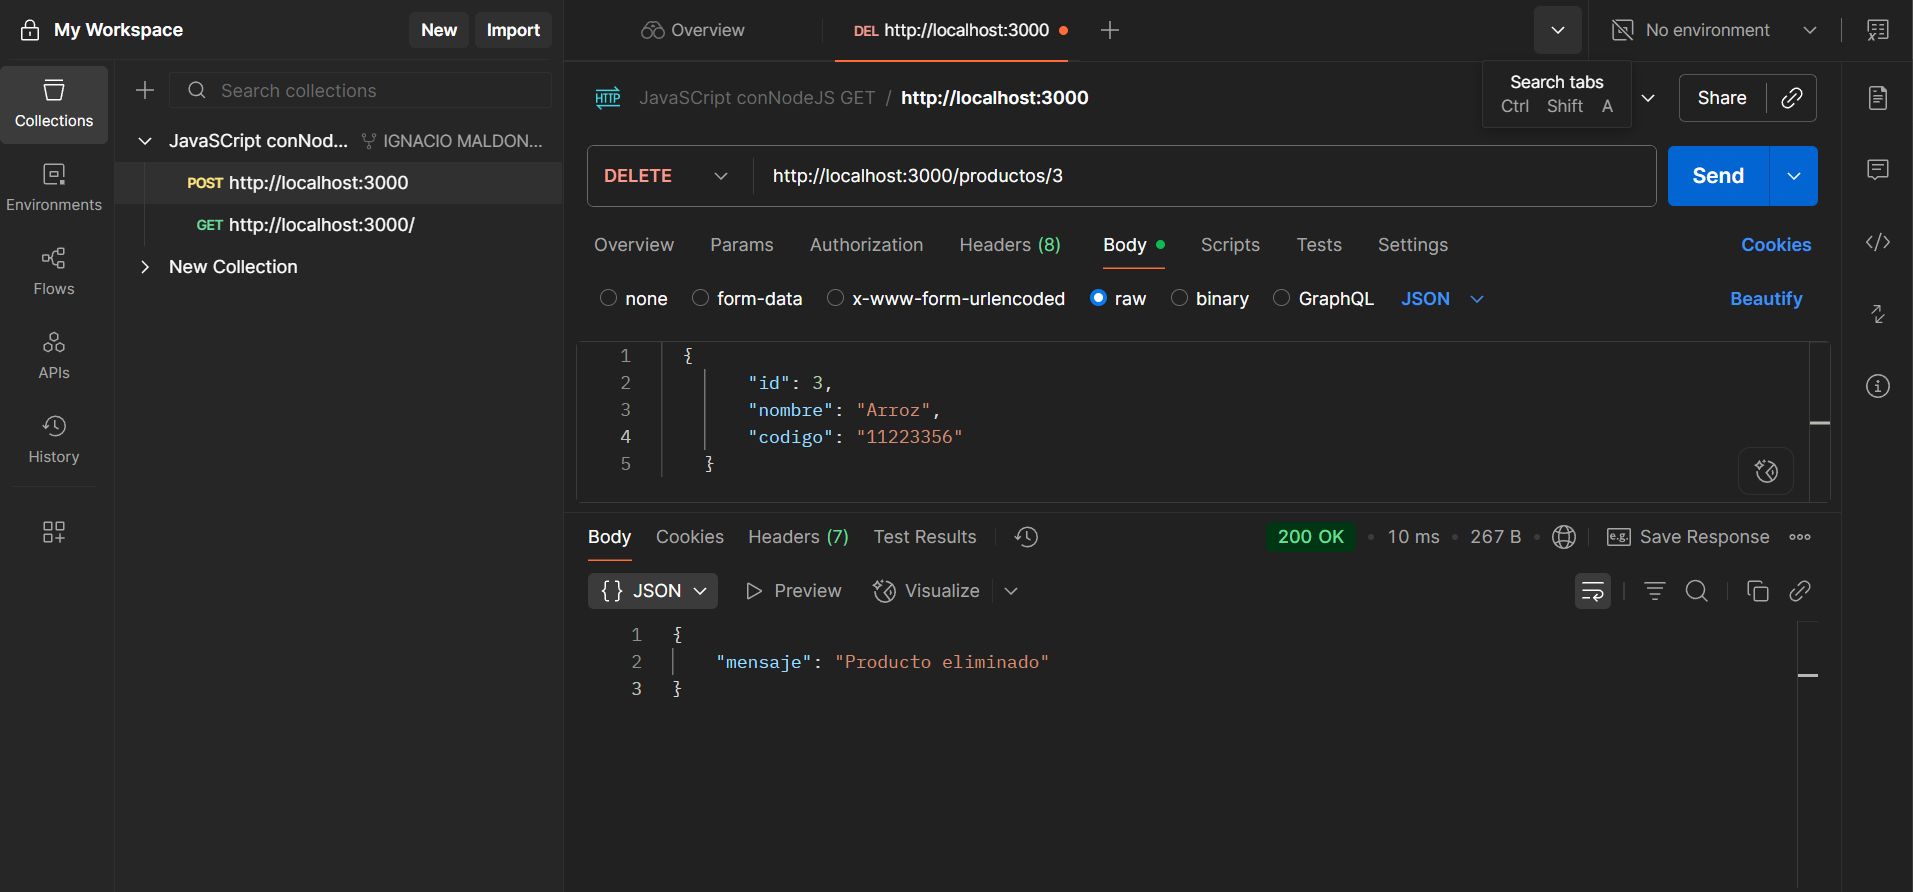 My Workspace
New
Import
Overview
DEL http://localhost:3000
No environment
Collections
Environments
Flows
APIs
History
Search collections
JavaSCript conNod... IGNACIO MALDON...
POST http://localhost:3000
GET http://localhost:3000/
New Collection
HTTP JavaSCript conNodeJS GET / http://localhost:3000
Search tabs
Ctrl Shift A
Share
DELETE http://localhost:3000/productos/3
Send
Overview Params Authorization Headers (8) Body Scripts Tests Settings Cookies
none form-data x-www-form-urlencoded raw binary GraphQL JSON Beautify
1 {
2 "id": 3,
3 "nombre": "Arroz",
4 "codigo": "11223356"
5 }
Body Cookies Headers (7) Test Results 200 OK • 10 ms • 267 B • e.g. Save Response
{} JSON Preview Visualize
1 {
2 "mensaje": "Producto eliminado"
3 }